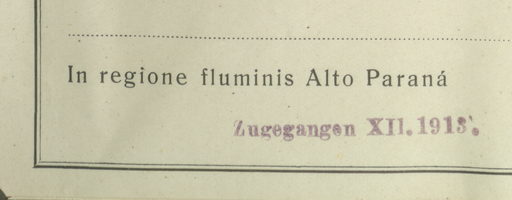 In regione fluminis Alto Paraná
Zugegangen XII. 1913.